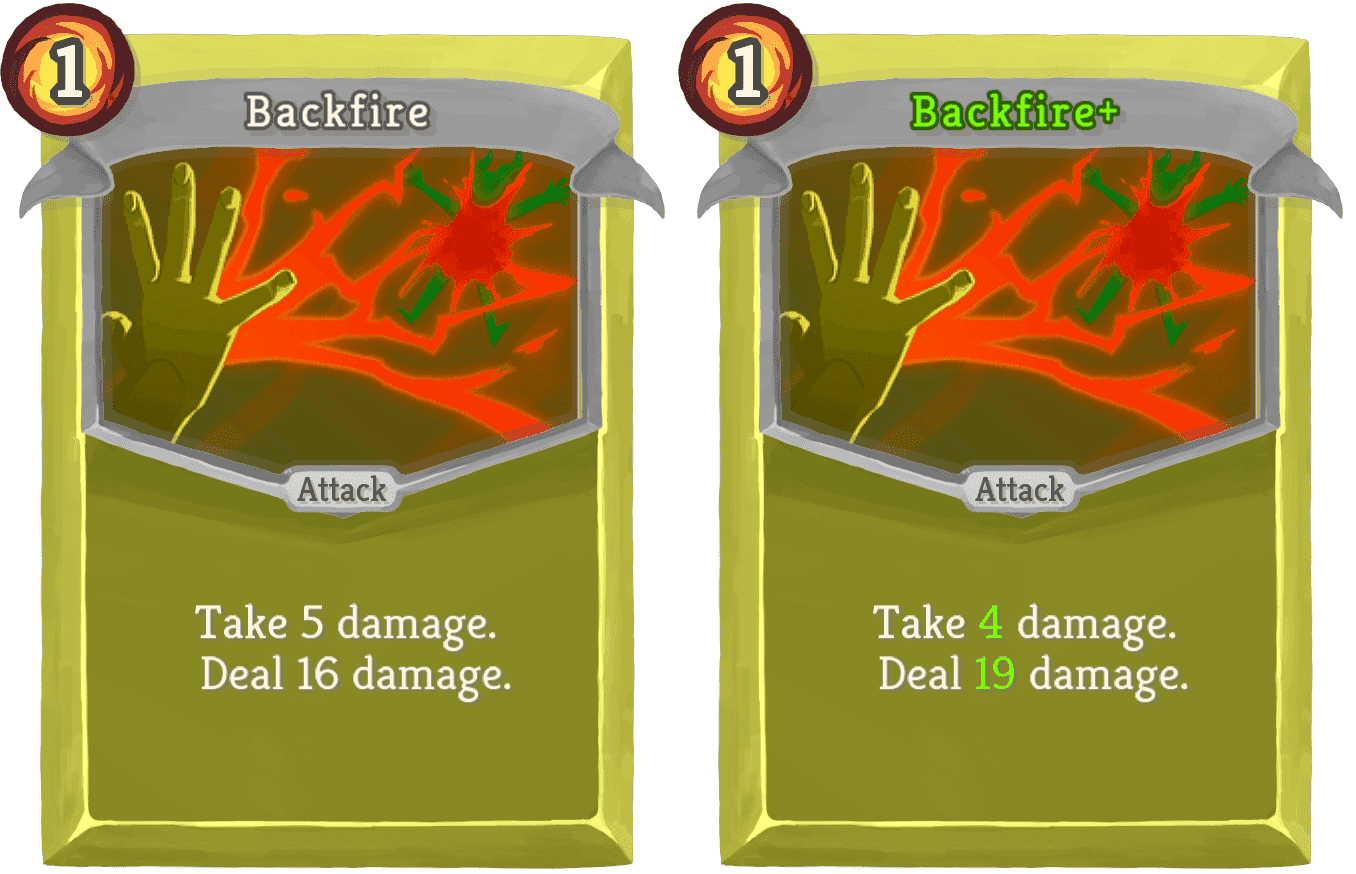 1
Backfire
Attack
Take 5 damage.
Deal 16 damage.
1
Backfire+
Attack
Take 4 damage.
Deal 19 damage.